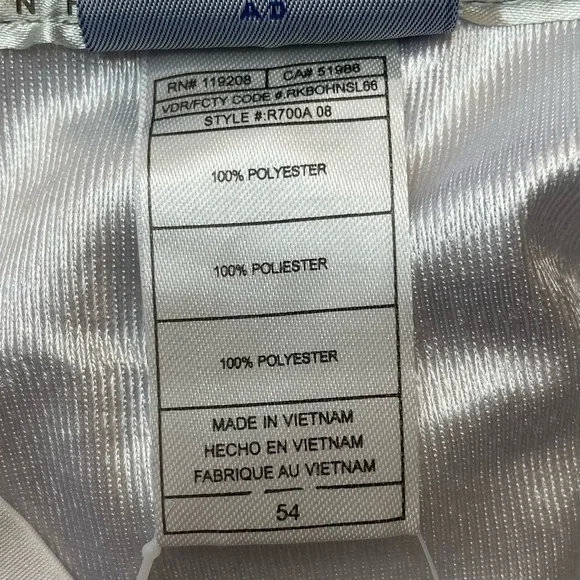 N F
A.D
RN# 119208 CA# 51986
VDR/FCTY CODE #:RKBOHNSL66
STYLE #:R700A 08
100% POLYESTER
100% POLIESTER
100% POLYESTER
MADE IN VIETNAM
HECHO EN VIETNAM
FABRIQUE AU VIETNAM
54